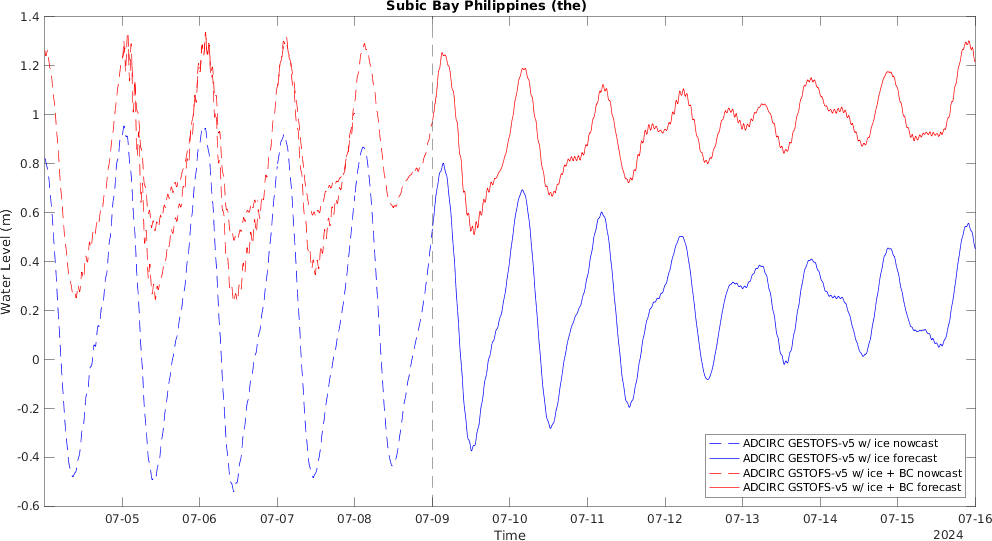 Subic Bay Philippines (the)
1.4
1.2
1
0.8
0.6
0.4
0.2
0
-0.2
-0.4
-0.6
Water Level (m)
ADCIRC GESTOFS-v5 w/ ice nowcast
ADCIRC GESTOFS-v5 w/ ice forecast
ADCIRC GSTOFS-v5 w/ ice + BC nowcast
ADCIRC GSTOFS-v5 w/ ice + BC forecast
07-05 07-06 07-07 07-08 07-09 07-10 07-11 07-12 07-13 07-14 07-15 07-16
Time
2024